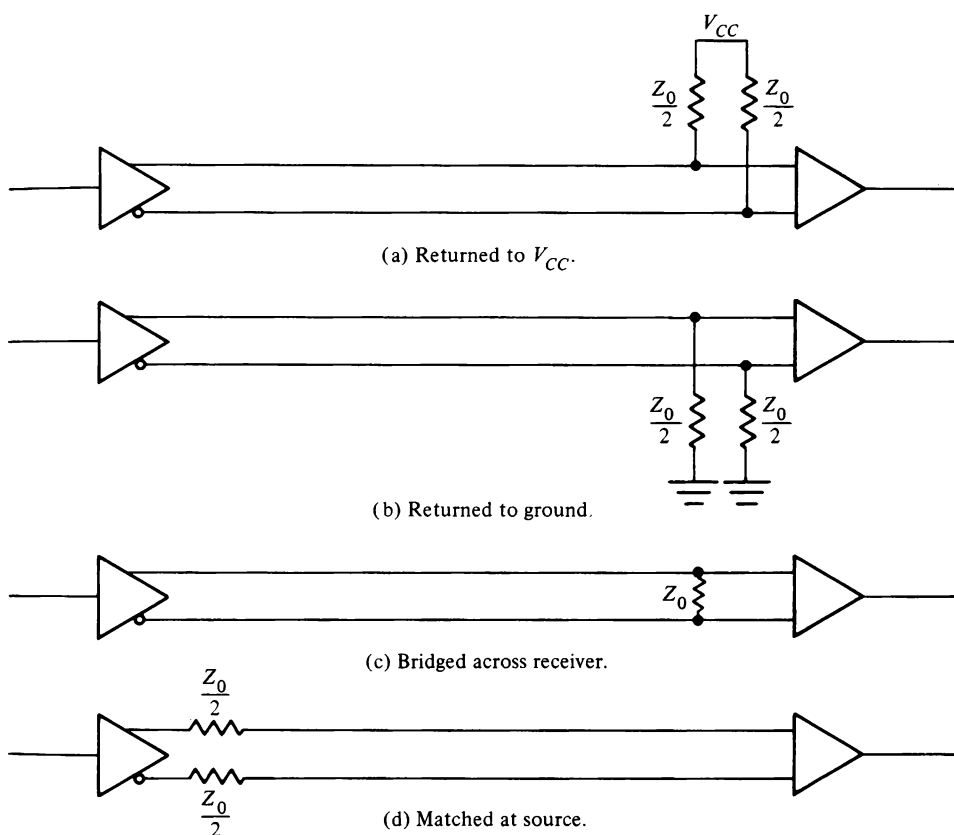 V_CC
Z_0/2 Z_0/2
(a) Returned to V_CC.
Z_0/2 Z_0/2
(b) Returned to ground.
Z_0
(c) Bridged across receiver.
Z_0/2
Z_0/2
(d) Matched at source.